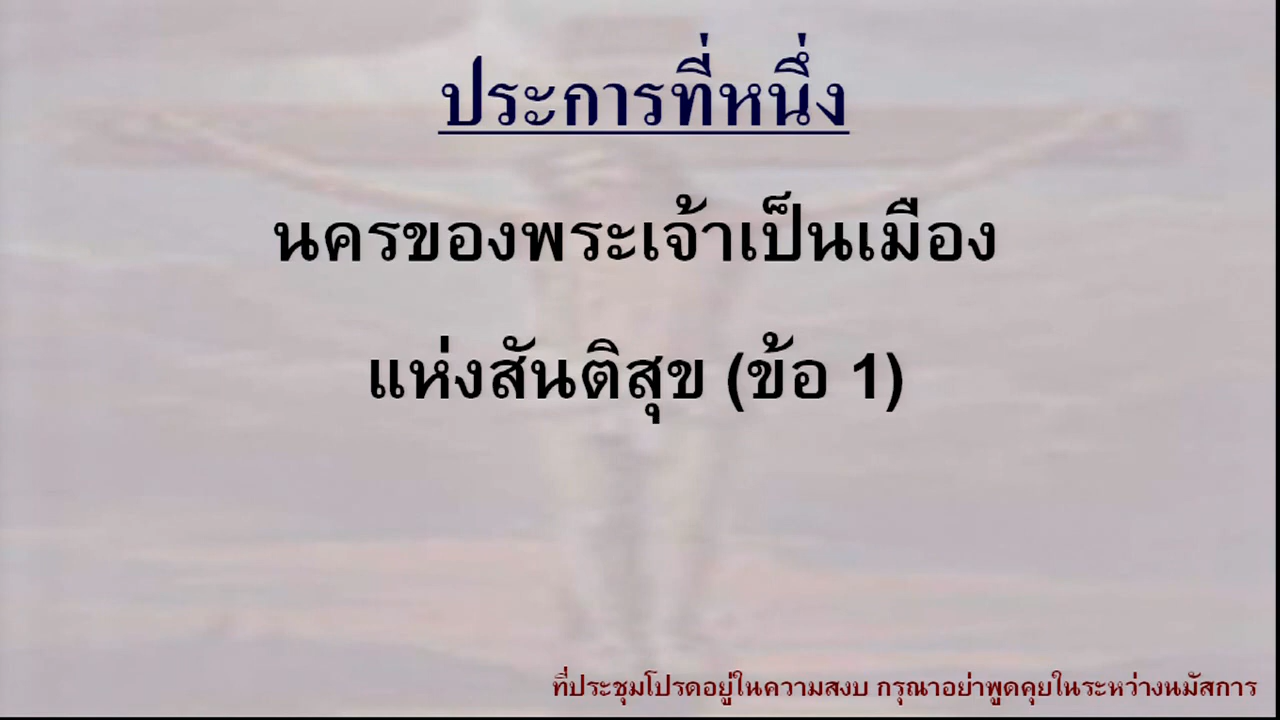 ประการที่หนึ่ง
นครของพระเจ้าเป็นเมือง
แห่งสันติสุข (ข้อ 1)
ที่ประชุมโปรดอยู่ในความสงบ กรุณาอย่าพูดคุยในระหว่างนมัสการ